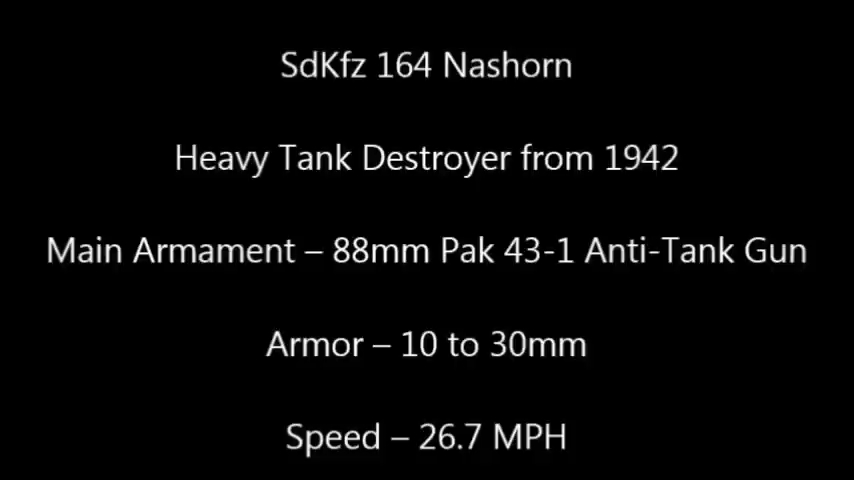 SdKfz 164 Nashorn
Heavy Tank Destroyer from 1942
Main Armament – 88mm Pak 43-1 Anti-Tank Gun
Armor – 10 to 30mm
Speed – 26.7 MPH